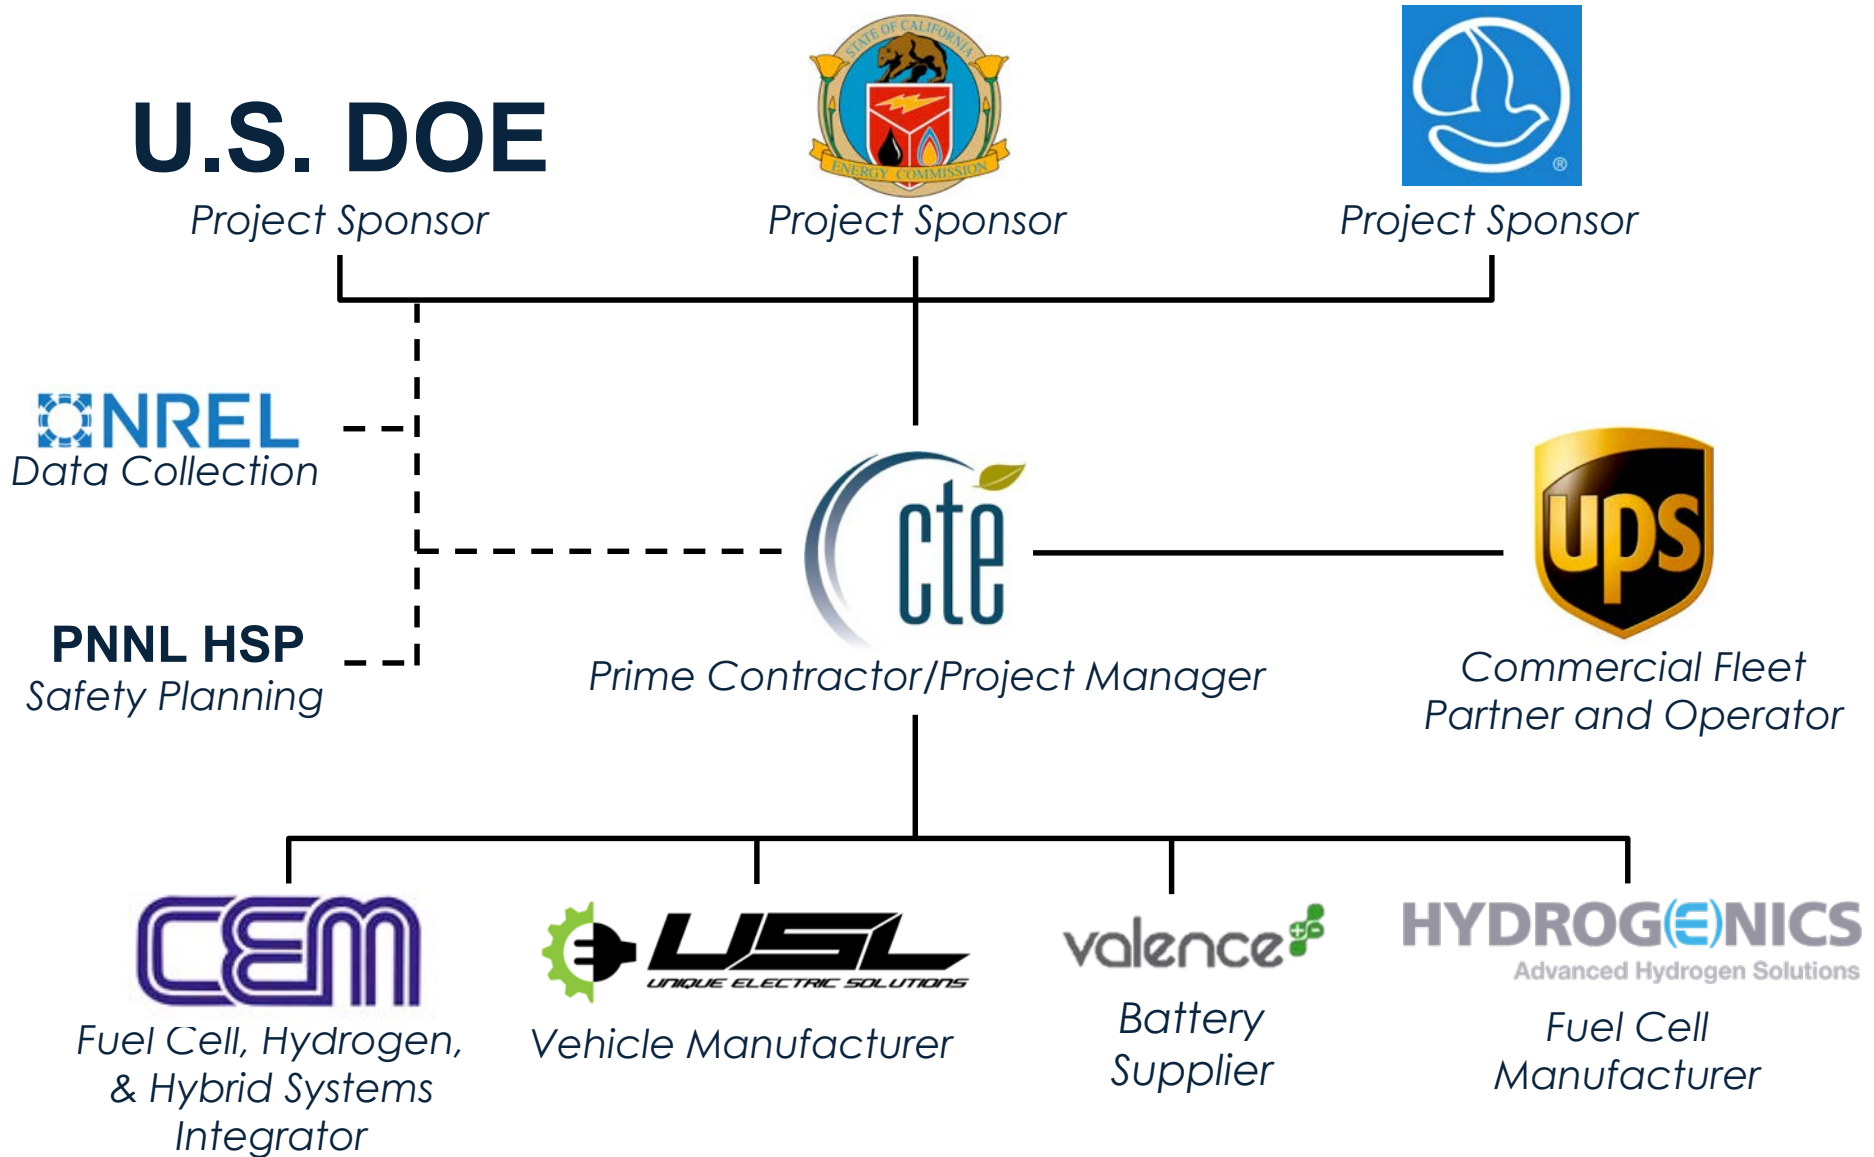 STATE OF CALIFORNIA
ENERGY COMMISSION
®
U.S. DOE
Project Sponsor
Project Sponsor
Project Sponsor
NREL
Data Collection
PNNL HSP
Safety Planning
cte
Prime Contractor/Project Manager
ups
Commercial Fleet
Partner and Operator
CEM
Fuel Cell, Hydrogen,
& Hybrid Systems
Integrator
USL
UNIQUE ELECTRIC SOLUTIONS
Vehicle Manufacturer
valence
Battery
Supplier
HYDROG(E)NICS
Advanced Hydrogen Solutions
Fuel Cell
Manufacturer